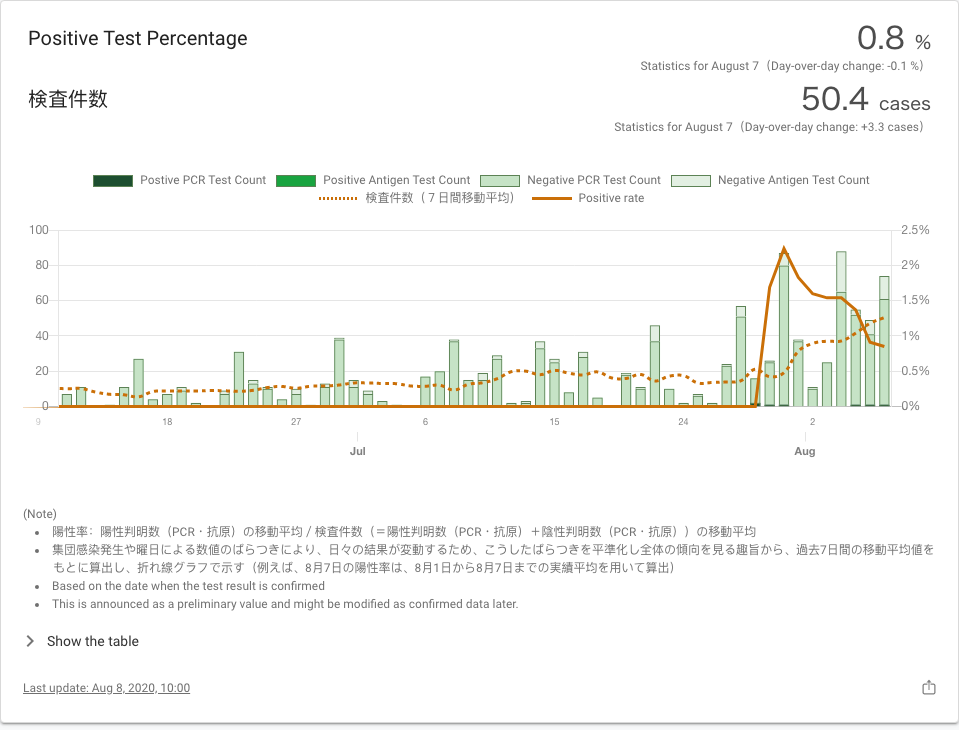 Positive Test Percentage
0.8 %
Statistics for August 7（Day-over-day change: -0.1 %）
検査件数
50.4 cases
Statistics for August 7（Day-over-day change: +3.3 cases）
Postive PCR Test Count
Positive Antigen Test Count
Negative PCR Test Count
Negative Antigen Test Count
検査件数（７日間移動平均）
Positive rate
100
80
60
40
20
0
2.5%
2%
1.5%
1%
0.5%
0%
9
18
27
6
15
24
2
Jul
Aug
(Note)
• 陽性率：陽性判明数（PCR・抗原）の移動平均 / 検査件数（＝陽性判明数（PCR・抗原）＋陰性判明数（PCR・抗原））の移動平均
• 集団感染発生や曜日による数値のばらつきにより、日々の結果が変動するため、こうしたばらつきを平準化し全体の傾向を見る趣旨から、過去7日間の移動平均値を
もとに算出し、折れ線グラフで示す（例えば、8月7日の陽性率は、8月1日から8月7日までの実績平均を用いて算出）
• Based on the date when the test result is confirmed
• This is announced as a preliminary value and might be modified as confirmed data later.
Show the table
Last update: Aug 8, 2020, 10:00